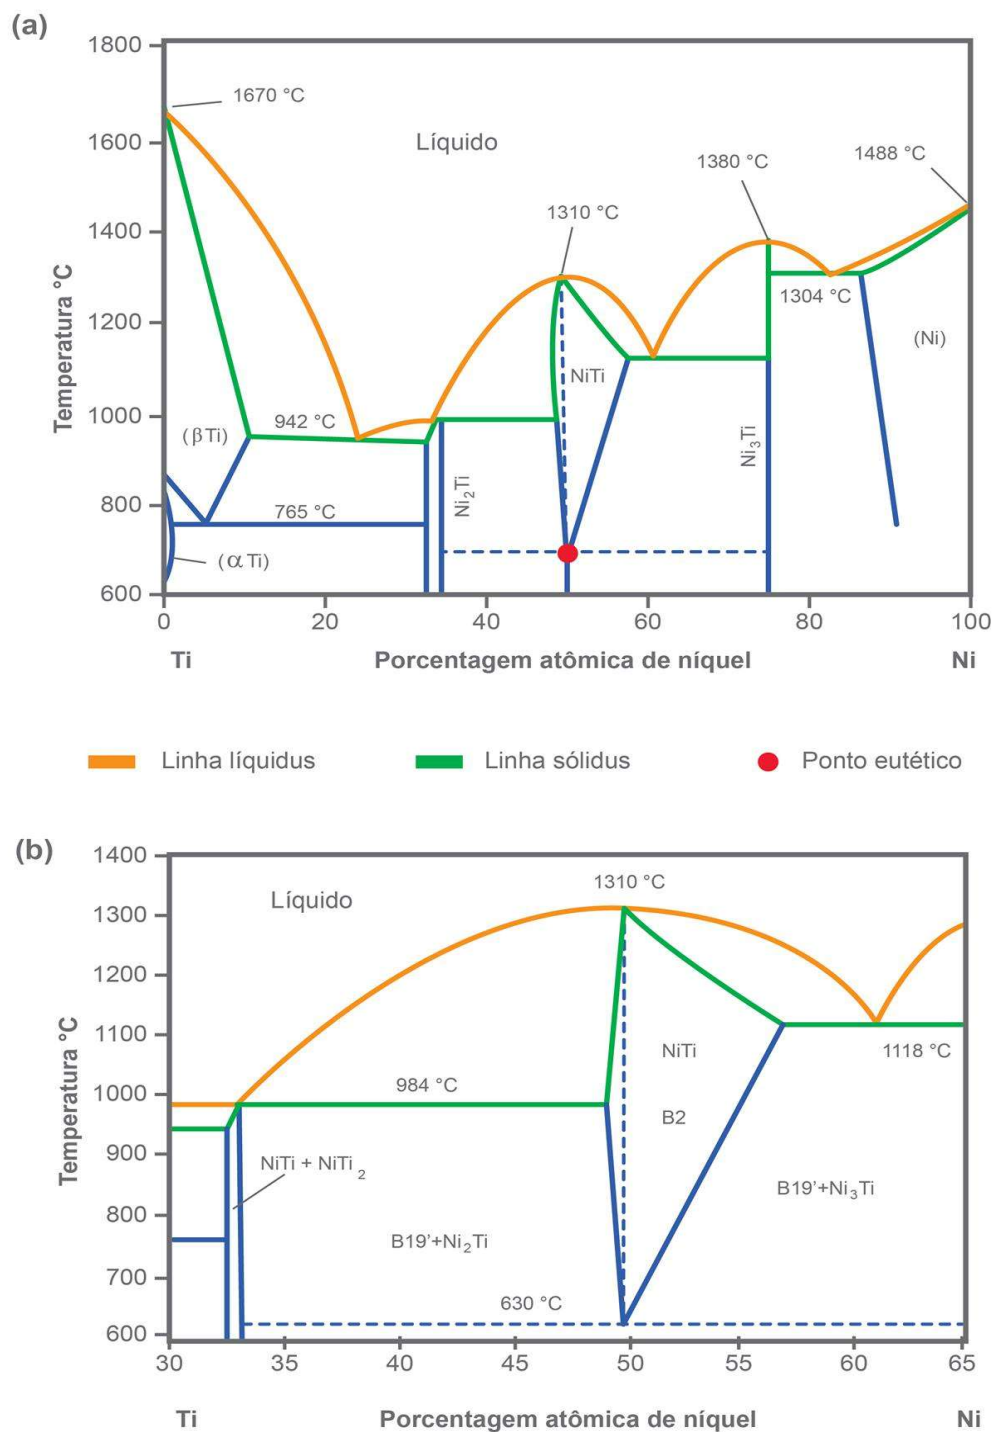 (a)
1800
1600
1400
1200
1000
800
600
Temperatura °C
1670 °C
Líquido
1380 °C
1488 °C
1310 °C
1304 °C
(Ni)
NiTi
942 °C
(βTi)
Ni3Ti
Ni2Ti
765 °C
(α Ti)
0 20 40 60 80 100
Ti Porcentagem atômica de níquel Ni
Linha líquidus Linha sólidus Ponto eutético
(b)
1400
1300
1200
1100
1000
900
800
700
600
Temperatura °C
1310 °C
Líquido
NiTi
1118 °C
984 °C
B2
NiTi + NiTi 2
B19’+Ni3Ti
B19’+Ni2Ti
630 °C
30 35 40 45 50 55 60 65
Ti Porcentagem atômica de níquel Ni